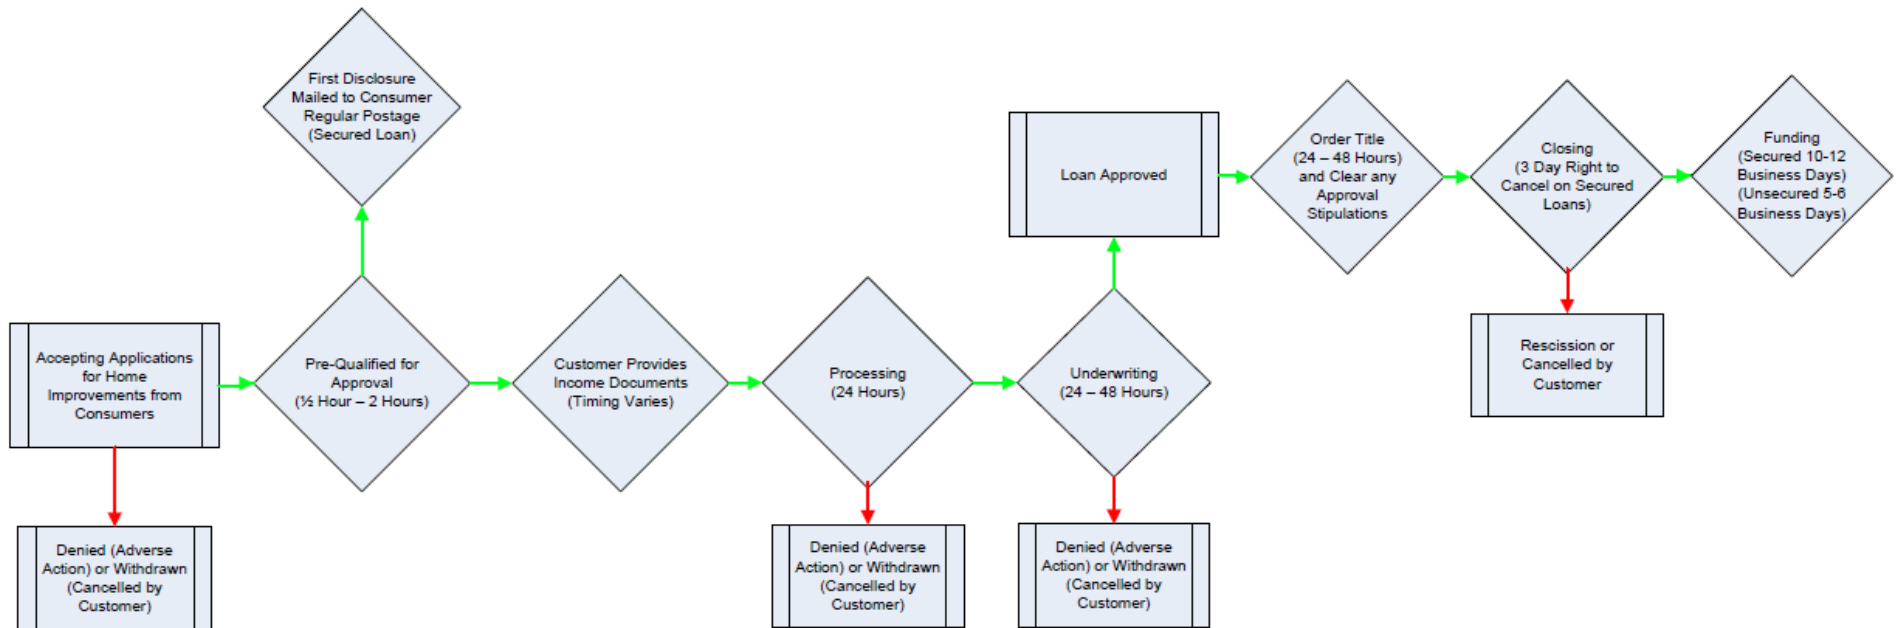 First Disclosure
Mailed to Consumer
Regular Postage
(Secured Loan)
Loan Approved
Order Title
(24 – 48 Hours)
and Clear any
Approval
Stipulations
Closing
(3 Day Right to
Cancel on Secured
Loans)
Funding
(Secured 10-12
Business Days)
(Unsecured 5-6
Business Days)
Accepting Applications
for Home
Improvements from
Consumers
Pre-Qualified for
Approval
(½ Hour – 2 Hours)
Customer Provides
Income Documents
(Timing Varies)
Processing
(24 Hours)
Underwriting
(24 – 48 Hours)
Rescission or
Cancelled by
Customer
Denied (Adverse
Action) or Withdrawn
(Cancelled by
Customer)
Denied (Adverse
Action) or Withdrawn
(Cancelled by
Customer)
Denied (Adverse
Action) or Withdrawn
(Cancelled by
Customer)